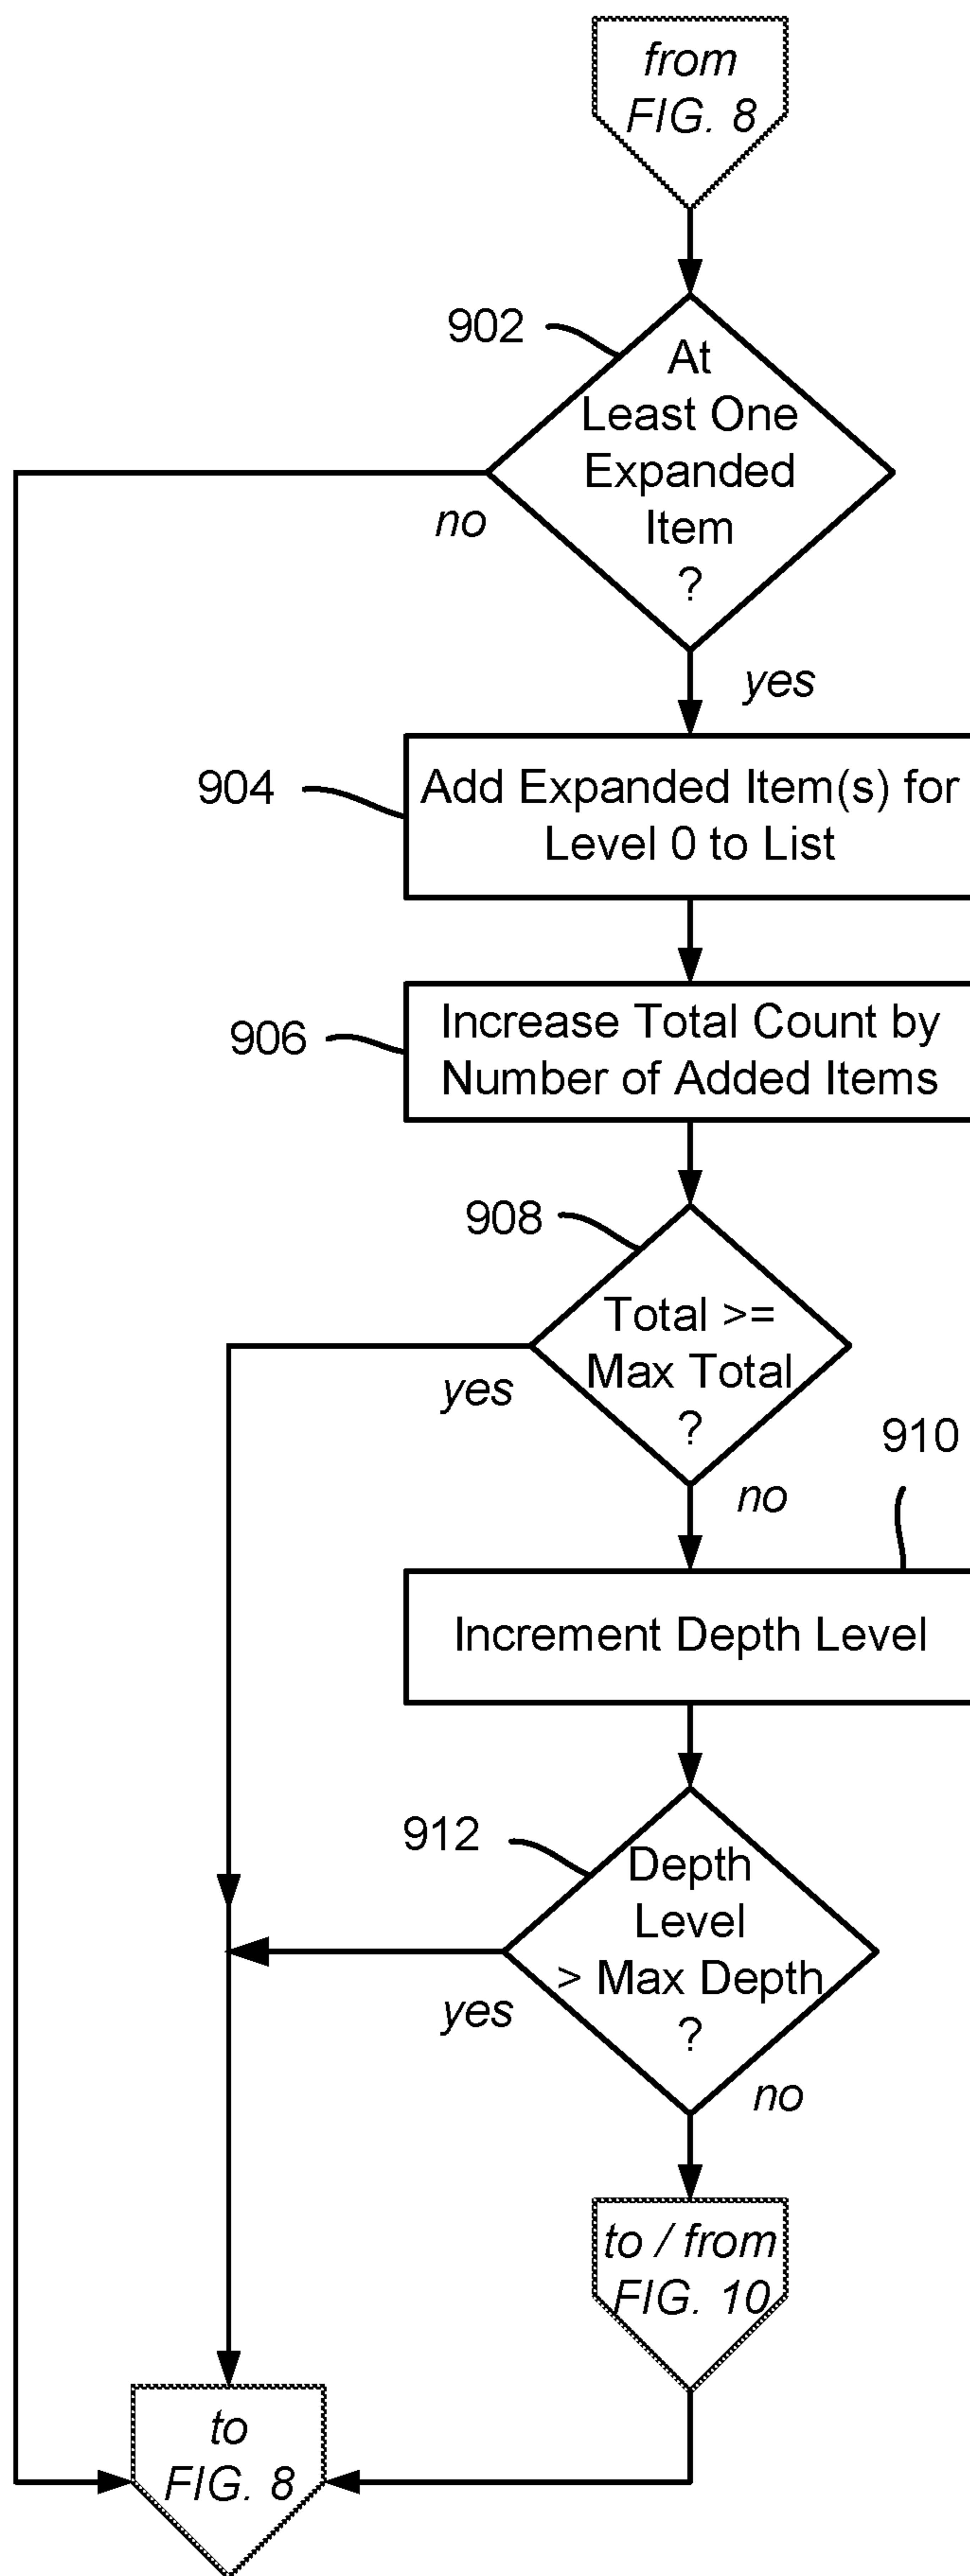 from
FIG. 8
902
At
Least One
Expanded
Item
?
no
yes
904
Add Expanded Item(s) for
Level 0 to List
906
Increase Total Count by
Number of Added Items
908
Total >=
Max Total
?
yes
no
910
Increment Depth Level
912
Depth
Level
> Max Depth
?
yes
no
to / from
FIG. 10
to
FIG. 8